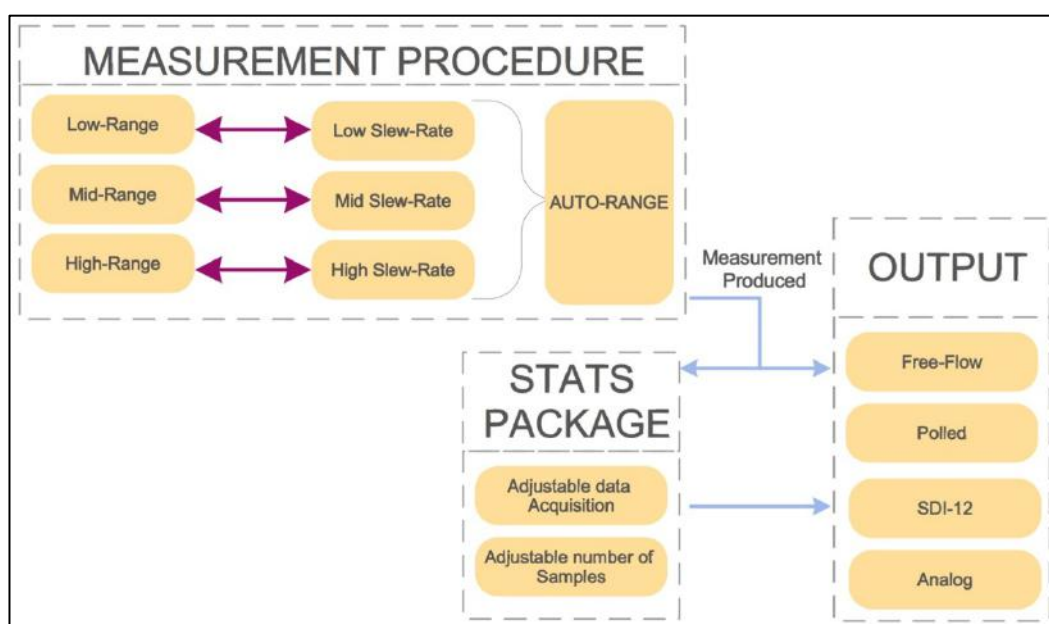 MEASUREMENT PROCEDURE
Low-Range
Low Slew-Rate
Mid-Range
Mid Slew-Rate
High-Range
High Slew-Rate
AUTO-RANGE
Measurement
Produced
STATS
PACKAGE
Adjustable data
Acquisition
Adjustable number of
Samples
OUTPUT
Free-Flow
Polled
SDI-12
Analog